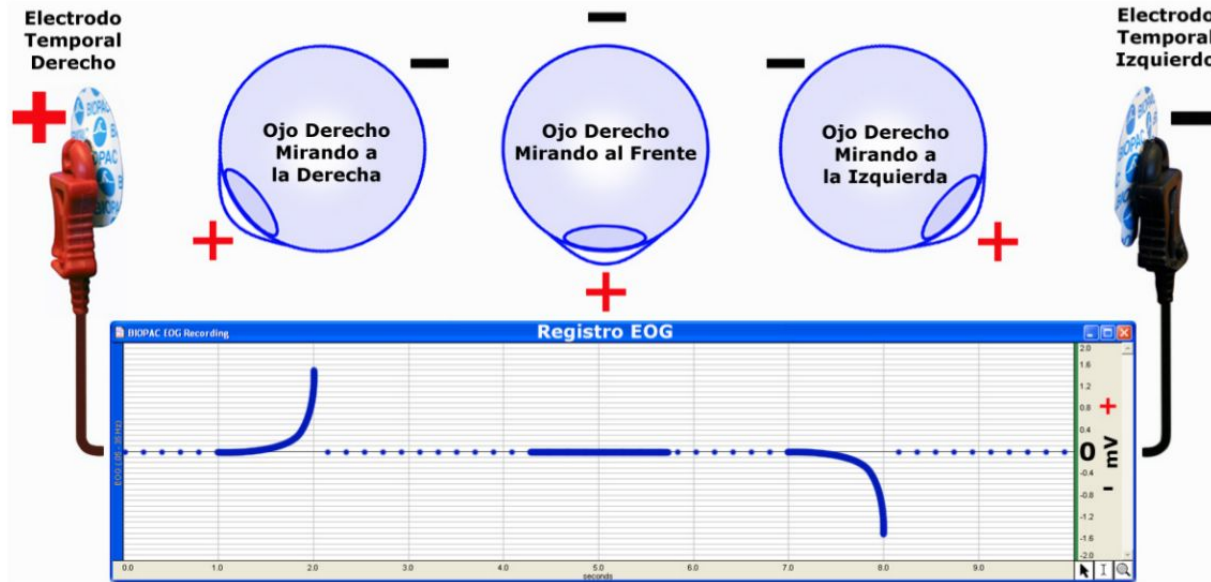 Electrodo
Temporal
Derecho
Electrodo
Temporal
Izquierdo
Ojo Derecho
Mirando a
la Derecha
Ojo Derecho
Mirando al Frente
Ojo Derecho
Mirando a
la Izquierda
BIOPAC
BIOPAC EOG Recording
Registro EOG
2.0
1.6
1.2
0.8
0.4
0
-0.4
-0.8
-1.2
-1.6
-2.0
+ mV -
0.0 1.0 2.0 3.0 4.0 5.0 6.0 7.0 8.0 9.0
seconds